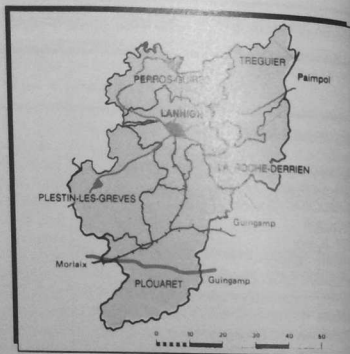 TREGUIER
Paimpol
PERROS-GUIREC
LANNION
LA ROCHE-DERRIEN
PLESTIN-LES-GREVES
Guingamp
Morlaix
PLOUARET
Guingamp
0 10 20 30 40 50